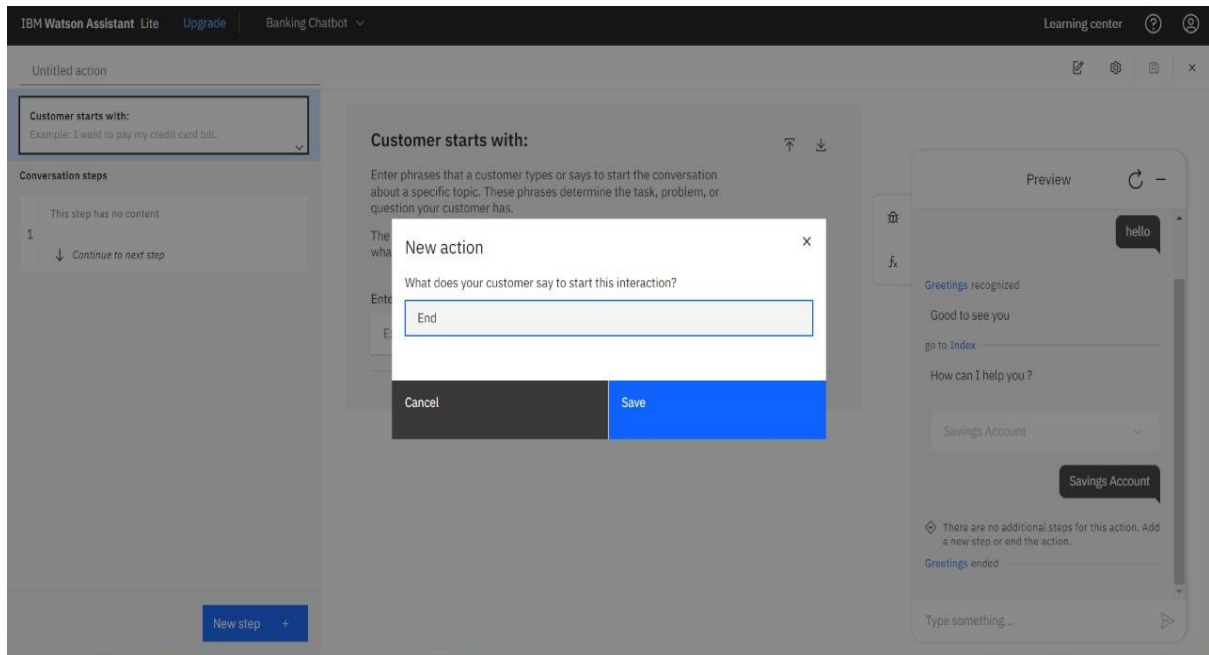 IBM Watson Assistant Lite Upgrade Banking Chatbot Learning center
Untitled action
Customer starts with:
Example: I want to pay my credit card bill.
Conversation steps
This step has no content
1
Continue to next step
New step +
Customer starts with:
Enter phrases that a customer types or says to start the conversation
about a specific topic. These phrases determine the task, problem, or
question your customer has.
The
New action
What does your customer say to start this interaction?
End
Cancel
Save
Preview
hello
Greetings recognized
Good to see you
go to Index
How can I help you ?
Savings Account
Savings Account
There are no additional steps for this action. Add
a new step or end the action.
Greetings ended
Type something...